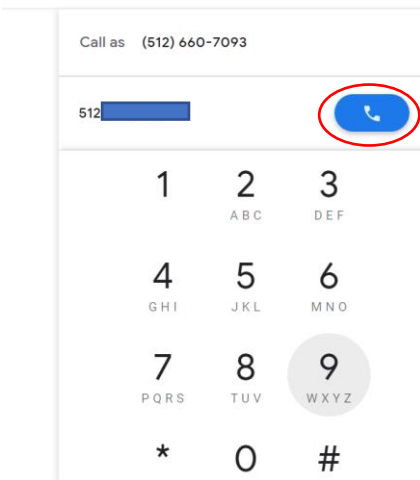 Call as (512) 660-7093
512
1 2 3
ABC DEF
4 5 6
GHI JKL MNO
7 8 9
PQRS TUV WXYZ
* 0 #